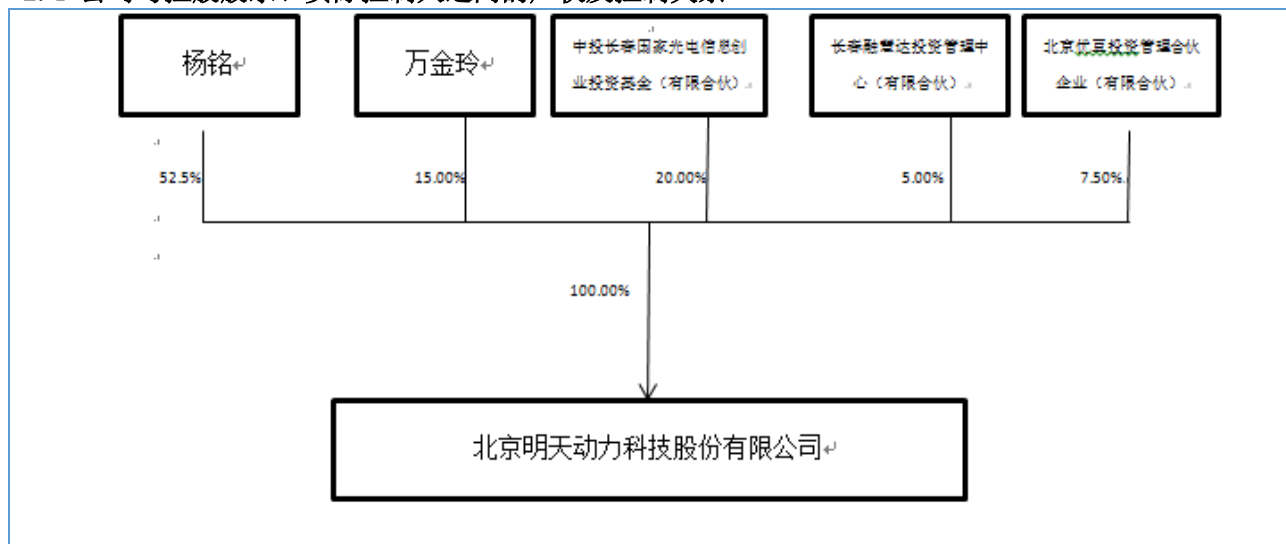 杨铭
万金玲
中投长春国家光电信息创
业投资基金（有限合伙）
长春融慧达投资管理中
心（有限合伙）
北京优豆投资管理合伙
企业（有限合伙）
52.5%
15.00%
20.00%
5.00%
7.50%
100.00%
北京明天动力科技股份有限公司